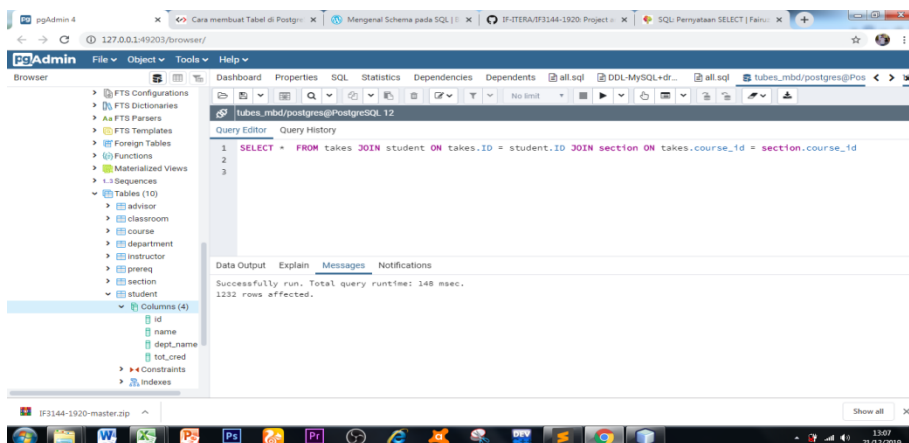 pgAdmin 4
Cara membuat Tabel di Postgre
Mengenal Schema pada SQL |
IF-ITERA/IF3144-1920: Project
SQL: Pernyataan SELECT | Fairu
127.0.0.1:49203/browser/
pgAdmin File Object Tools Help
Browser
Dashboard Properties SQL Statistics Dependencies Dependents all.sql DDL-MySQL+dr... all.sql tubes_mbd/postgres@Pos
No limit
tubes_mbd/postgres@PostgreSQL 12
Query Editor Query History
1 SELECT * FROM takes JOIN student ON takes.ID = student.ID JOIN section ON takes.course_id = section.course_id
2
3
FTS Configurations
FTS Dictionaries
FTS Templates
Foreign Tables
Functions
Materialized Views
1..3 Sequences
Tables (10)
advisor
classroom
course
department
instructor
prereq
section
student
Columns (4)
id
name
dept_name
tot_cred
Constraints
Indexes
Data Output Explain Messages Notifications
Successfully run. Total query runtime: 148 msec.
1232 rows affected.
IF3144-1920-master.zip
Show all
13:07